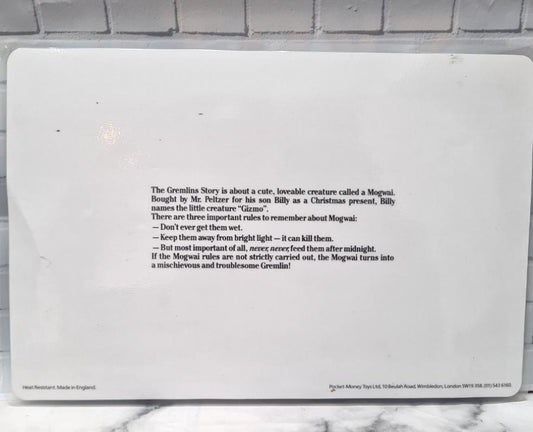 The Gremlins Story is about a cute, loveable creature called a Mogwai.
Bought by Mr. Peltzer for his son Billy as a Christmas present, Billy
names the little creature "Gizmo".
There are three important rules to remember about Mogwai:
— Don't ever get them wet.
— Keep them away from bright light — it can kill them.
— But most important of all, never, never, feed them after midnight.
If the Mogwai rules are not strictly carried out, the Mogwai turns into
a mischievous and troublesome Gremlin!
Heat Resistant. Made in England.
Pocket Money Toys Ltd, 10 Beulah Road, Wimbledon, London SW19 3SB. (01) 543 6160.